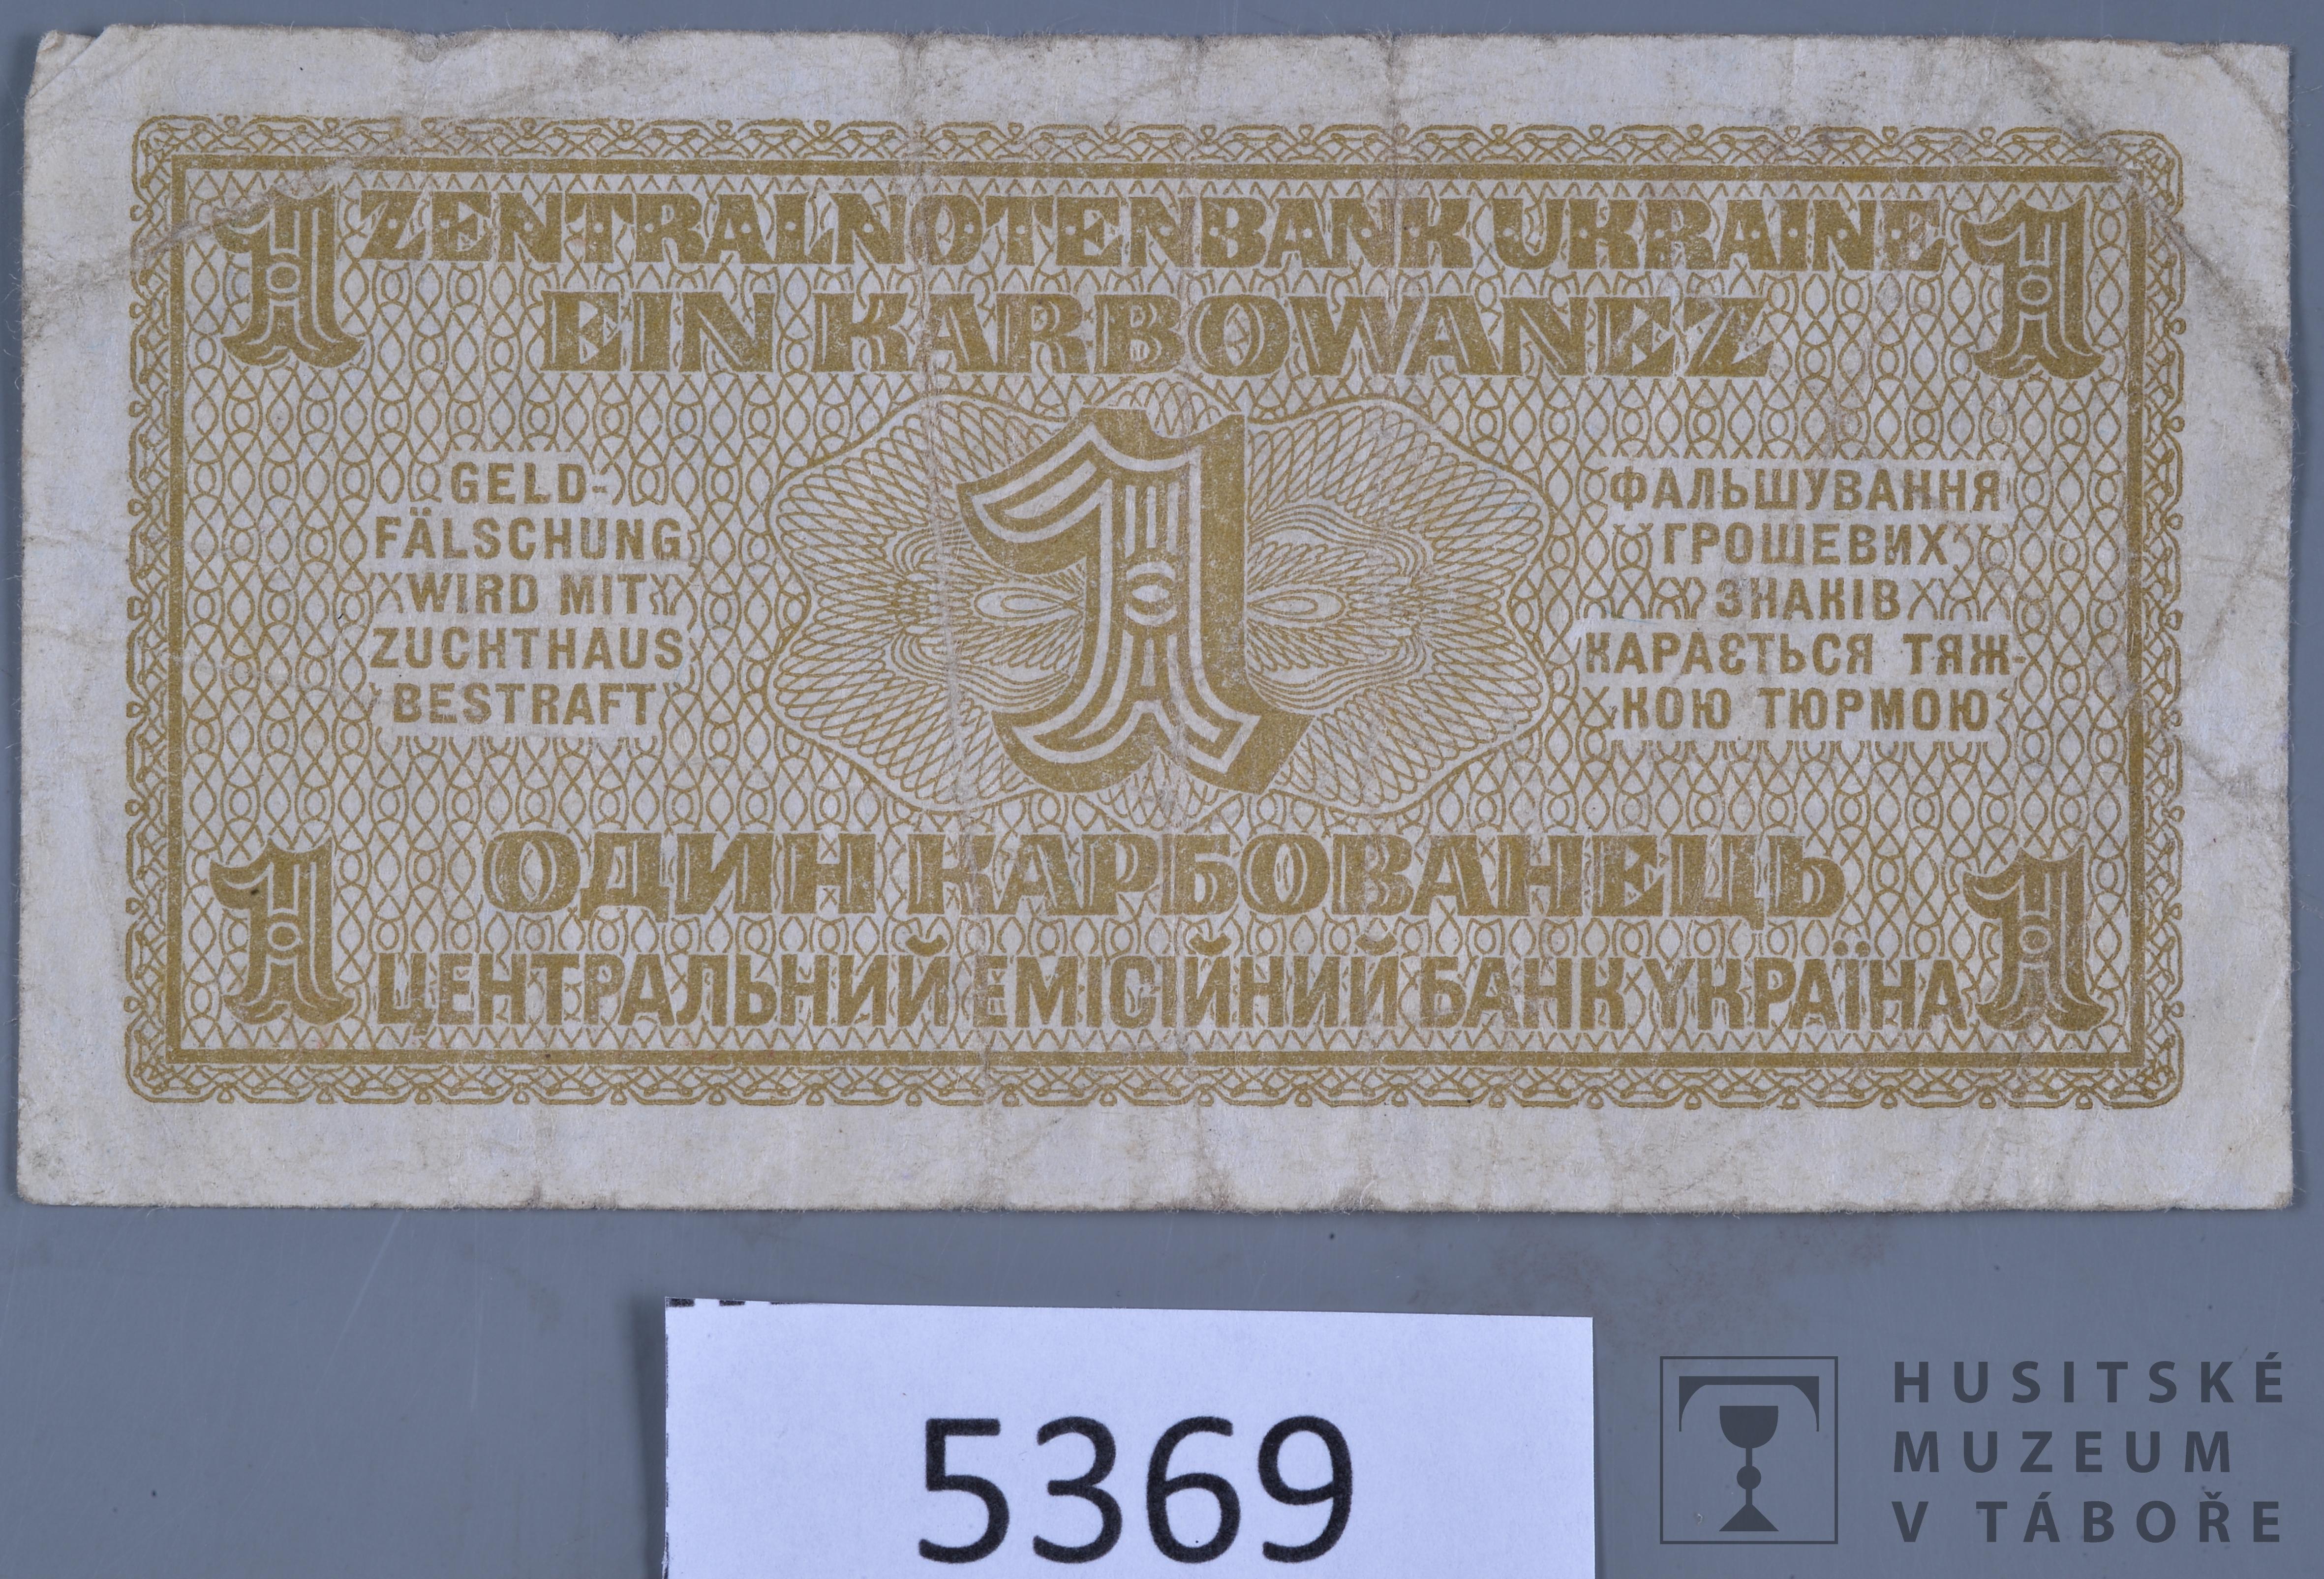 1 ZENTRALNOTENBANK UKRAINE 1
EIN KARBOWANEZ
GELD-
FÄLSCHUNG
WIRD MIT
ZUCHTHAUS
BESTRAFT
1
ФАЛЬШУВАННЯ
ГРОШЕВИХ
ЗНАКІВ
КАРАЄТЬСЯ ТЯЖ-
КОЮ ТЮРМОЮ
ОДИН КАРБОВАНЕЦЬ
1 ЦЕНТРАЛЬНИЙ ЕМІСІЙНИЙ БАНК УКРАЇНА 1
5369
HUSITSKÉ
MUZEUM
V TÁBOŘE